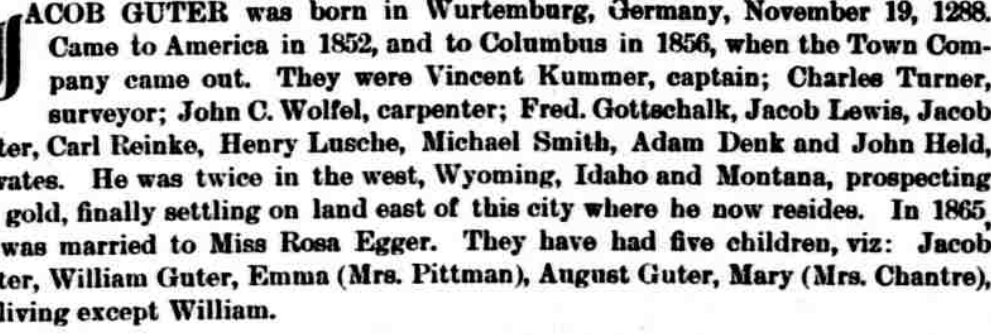 JACOB GUTER was born in Wurtemburg, Germany, November 19, 1288.
Came to America in 1852, and to Columbus in 1856, when the Town Com-
pany came out. They were Vincent Kummer, captain; Charles Turner,
surveyor; John C. Wolfel, carpenter; Fred. Gottschalk, Jacob Lewis, Jacob
ter, Carl Reinke, Henry Lusche, Michael Smith, Adam Denk and John Held,
vates. He was twice in the west, Wyoming, Idaho and Montana, prospecting
gold, finally settling on land east of this city where he now resides. In 1865,
was married to Miss Rosa Egger. They have had five children, viz: Jacob
ter, William Guter, Emma (Mrs. Pittman), August Guter, Mary (Mrs. Chantre),
living except William.